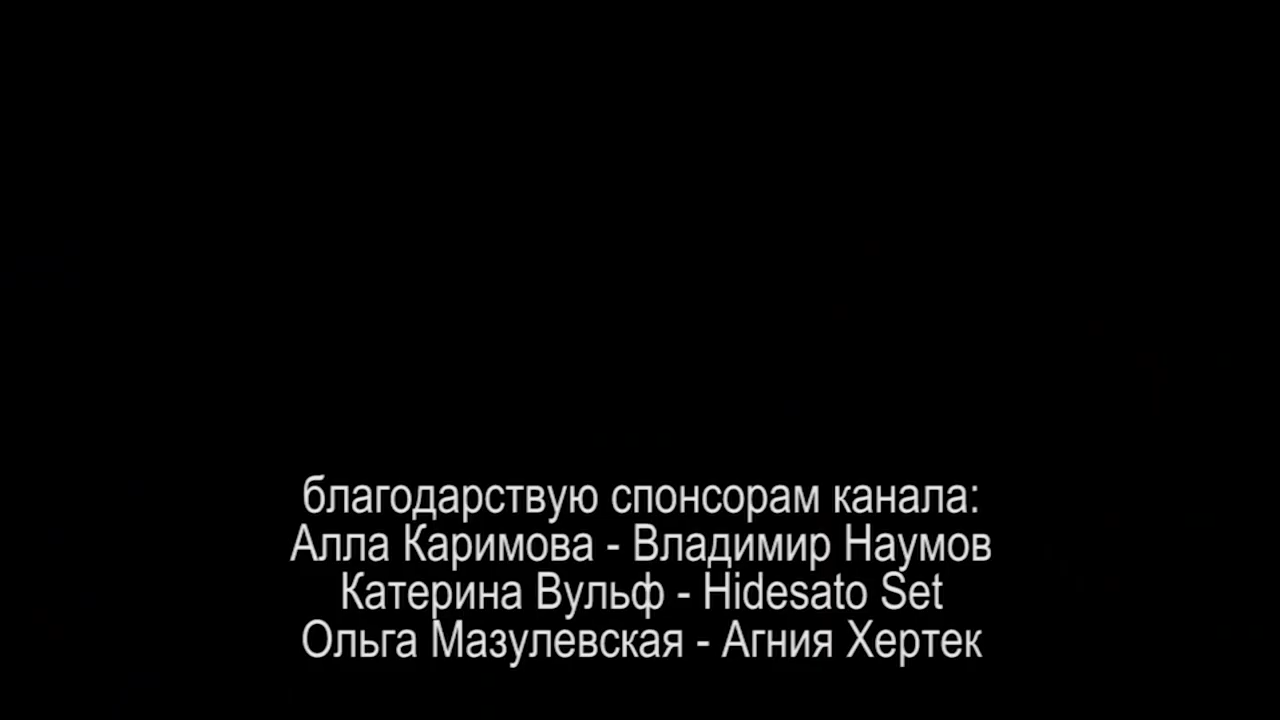 благодарствую спонсорам канала:
Алла Каримова - Владимир Наумов
Катерина Вульф - Hidesato Set
Ольга Мазулевская - Агния Хертек